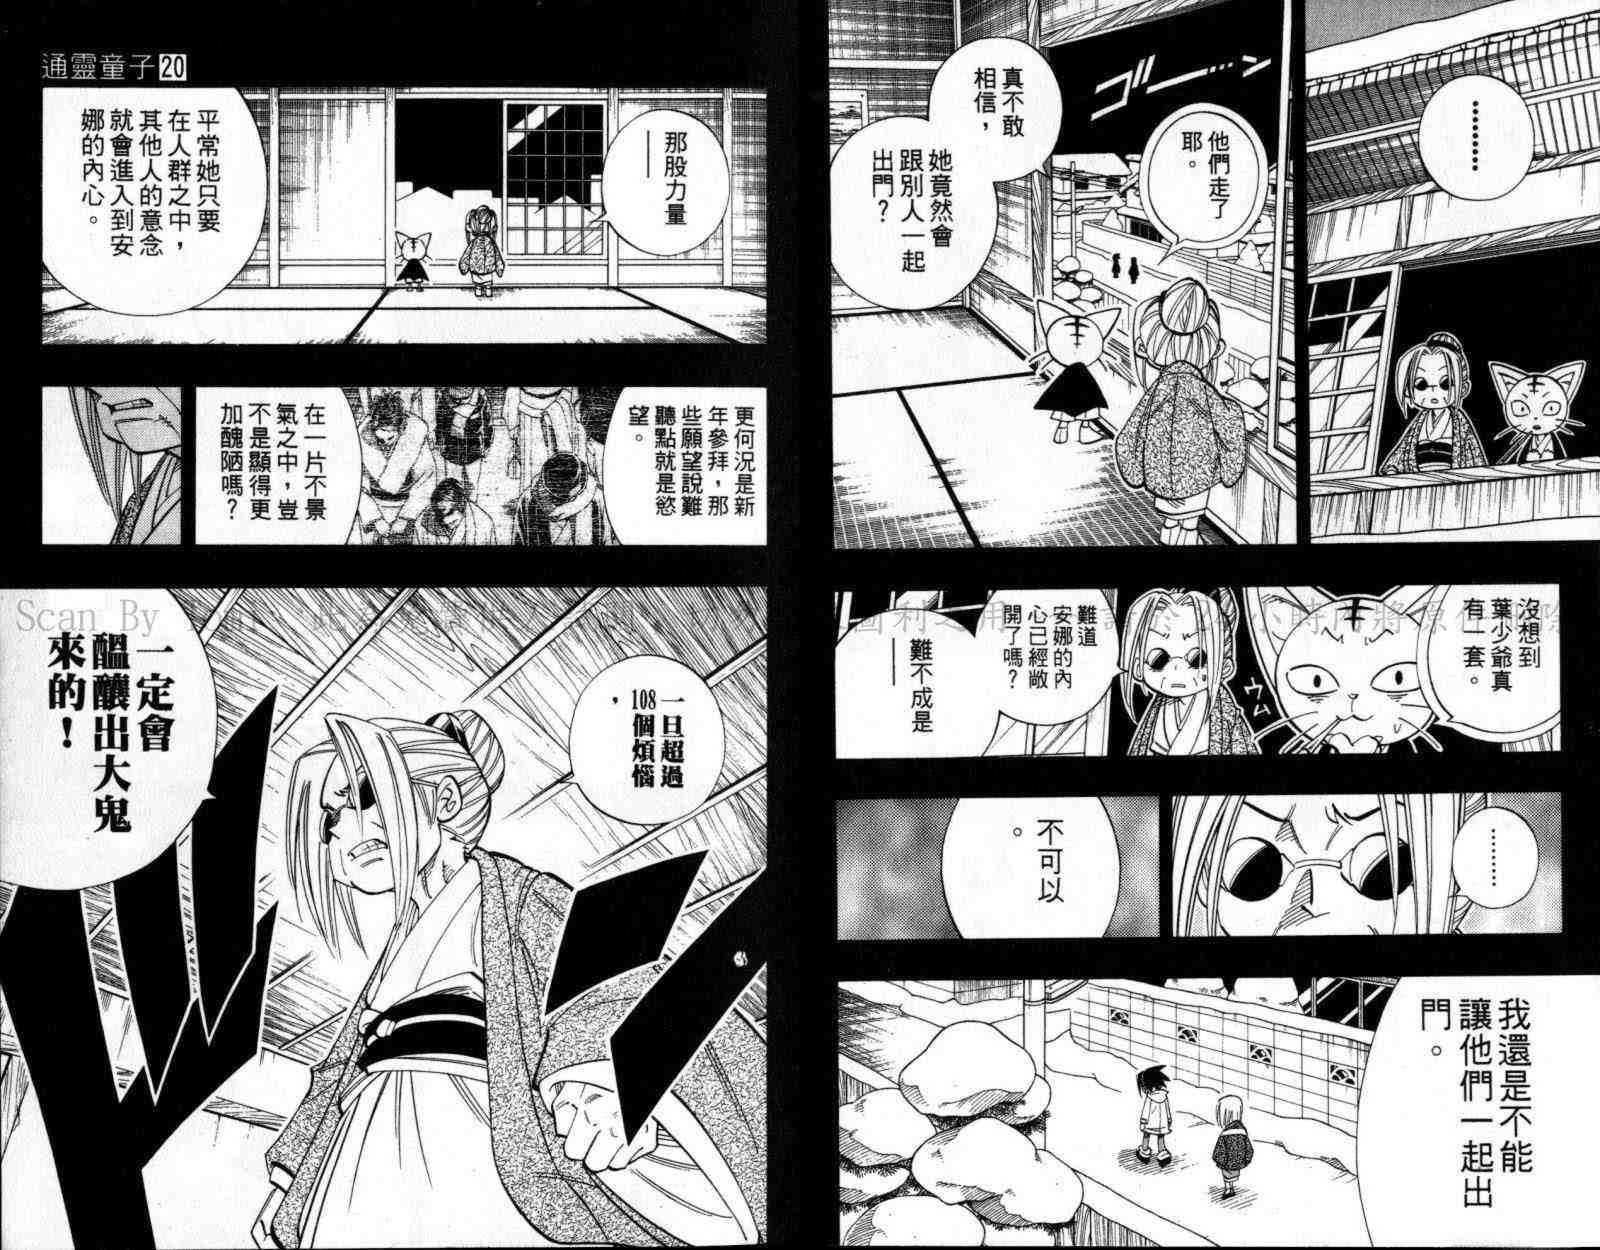 ………
他們走了
耶。
ゴーッ
真不敢
相信，
她竟然會
跟別人一起
出門？
沒想到
葉少爺真
有一套。
ウム
難道
安娜的內
心已經敞
開了嗎？
難不成是
——
………
不可以
。
我還是不能
讓他們一起出
門。
通靈童子20
那股力量
——
平常她只要
在人群之中，
其他人的意念
就會進入到安
娜的內心。
更何況是新
年參拜，那
些願望說難
聽點就是慾
望。
在一片不景
氣之中，豈
不是顯得更
加醜陋嗎？
一旦超過
108個煩惱
，
一定會
醞釀出大鬼
來的！
Scan By